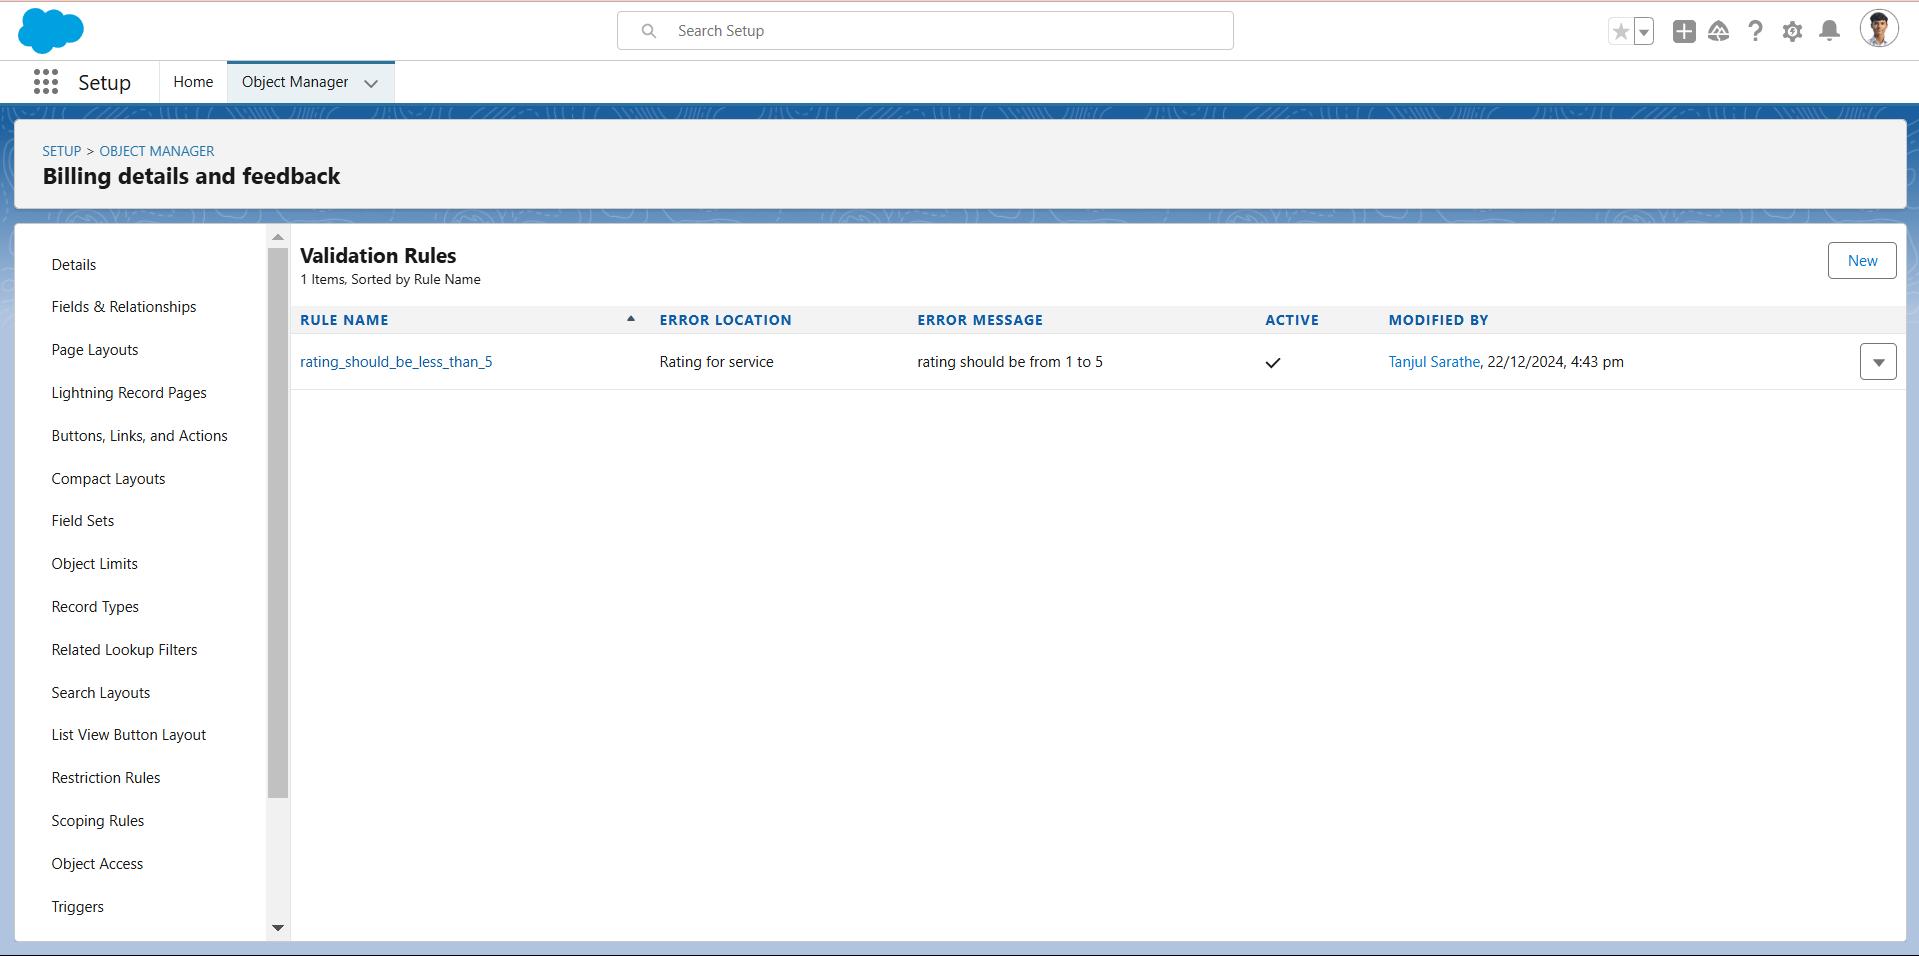 Search Setup
Setup
Home
Object Manager
SETUP > OBJECT MANAGER
Billing details and feedback
Details
Fields & Relationships
Page Layouts
Lightning Record Pages
Buttons, Links, and Actions
Compact Layouts
Field Sets
Object Limits
Record Types
Related Lookup Filters
Search Layouts
List View Button Layout
Restriction Rules
Scoping Rules
Object Access
Triggers
Validation Rules
1 Items, Sorted by Rule Name
New
RULE NAME ERROR LOCATION ERROR MESSAGE ACTIVE MODIFIED BY
rating_should_be_less_than_5 Rating for service rating should be from 1 to 5 Tanjul Sarathe, 22/12/2024, 4:43 pm